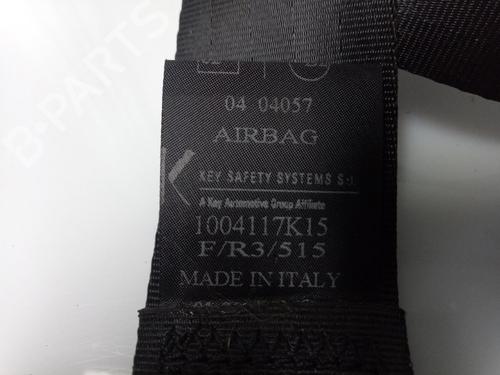 04 04057
AIRBAG
KEY SAFETY SYSTEMS S.r.
A Key Automotive Group Affiliate
1004117K15
F/R3/515
MADE IN ITALY
B-PARTS